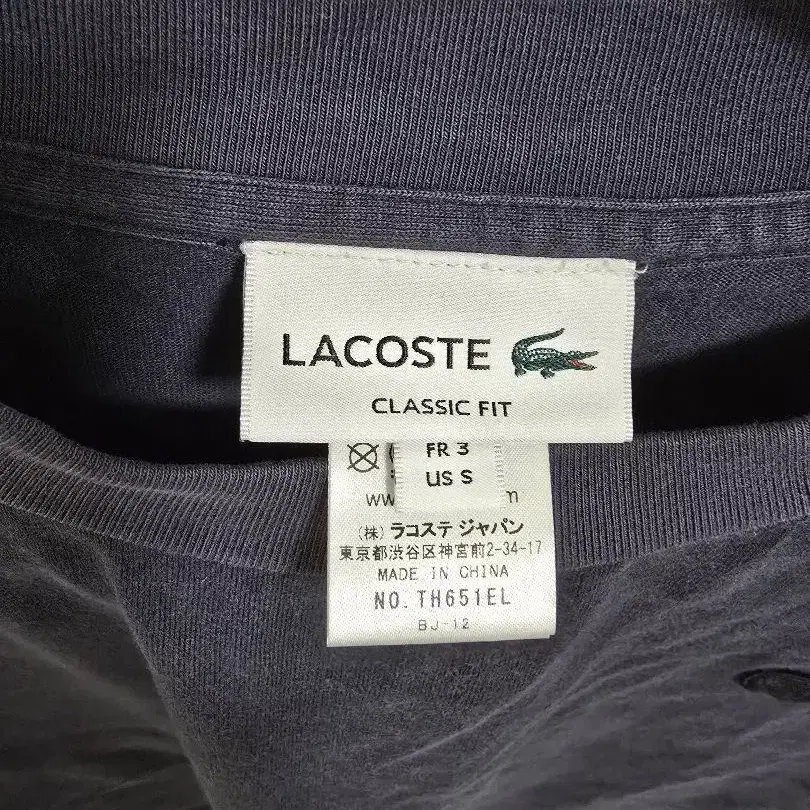 LACOSTE
CLASSIC FIT
FR 3
US S
(株) ラコステ ジャパン
東京都渋谷区神宮前2-34-17
MADE IN CHINA
NO. TH651EL
BJ-12